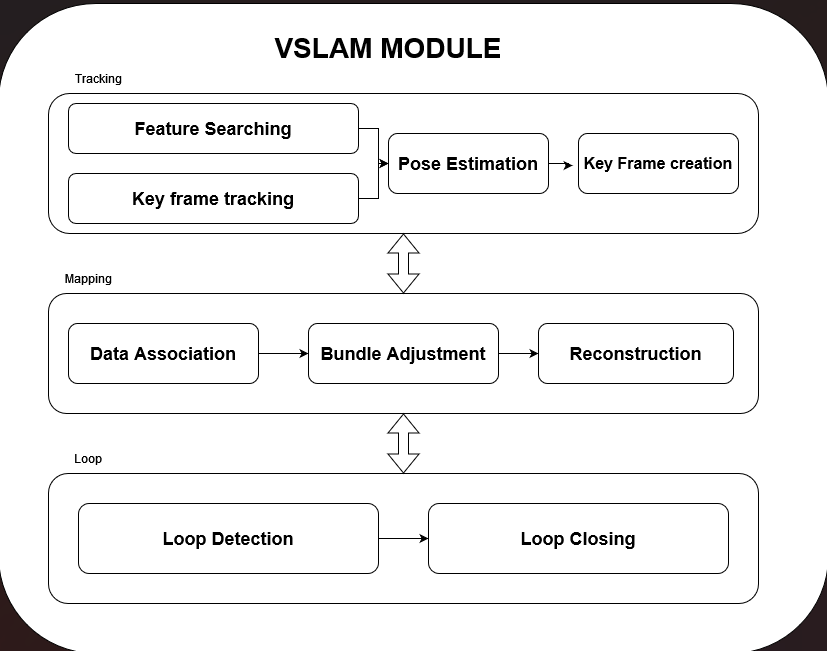 VSLAM MODULE
Tracking
Feature Searching
Key frame tracking
Pose Estimation
Key Frame creation
Mapping
Data Association
Bundle Adjustment
Reconstruction
Loop
Loop Detection
Loop Closing